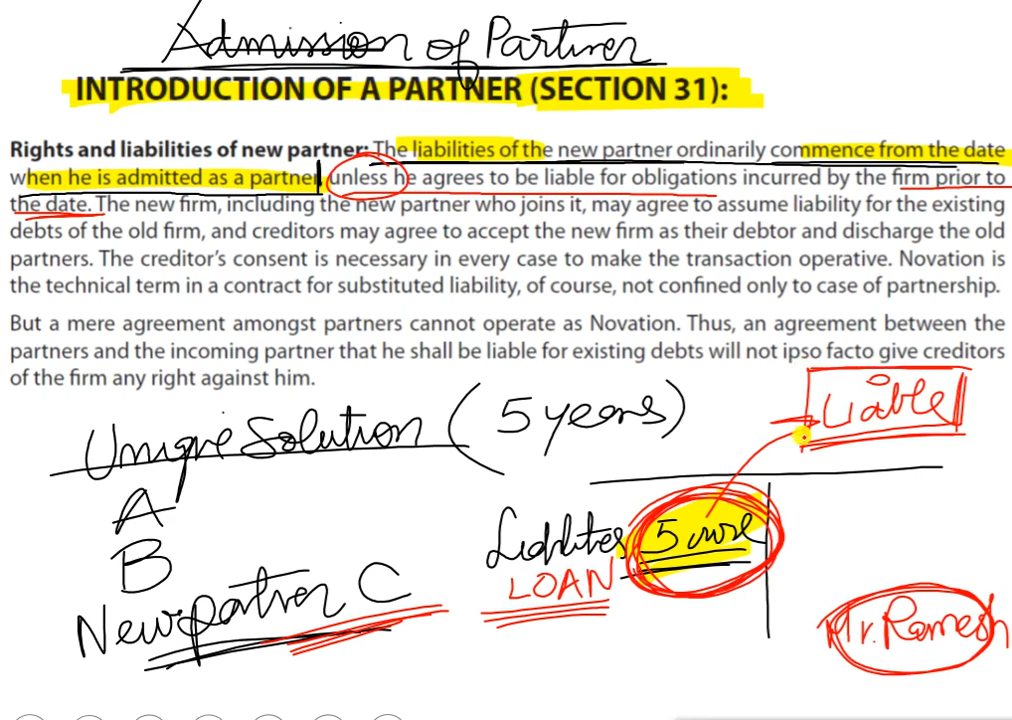 Admission of Partner
INTRODUCTION OF A PARTNER (SECTION 31):
Rights and liabilities of new partner: The liabilities of the new partner ordinarily commence from the date
when he is admitted as a partner, unless he agrees to be liable for obligations incurred by the firm prior to
the date. The new firm, including the new partner who joins it, may agree to assume liability for the existing
debts of the old firm, and creditors may agree to accept the new firm as their debtor and discharge the old
partners. The creditor's consent is necessary in every case to make the transaction operative. Novation is
the technical term in a contract for substituted liability, of course, not confined only to case of partnership.
But a mere agreement amongst partners cannot operate as Novation. Thus, an agreement between the
partners and the incoming partner that he shall be liable for existing debts will not ipso facto give creditors
of the firm any right against him.
Liable
Unique Solution (5 years)
A
Liabilites 5 crore
B
LOAN
New partner C
Mr. Ramesh